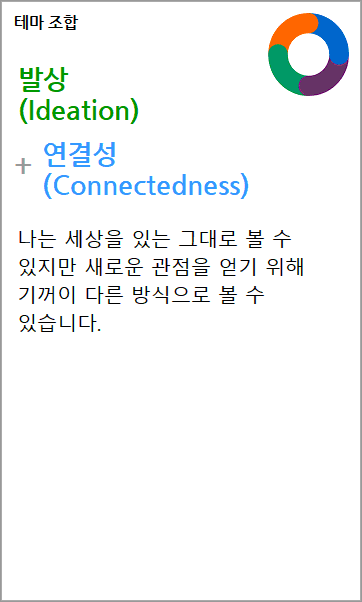 테마 조합
발상
(Ideation)
+ 연결성
(Connectedness)
나는 세상을 있는 그대로 볼 수
있지만 새로운 관점을 얻기 위해
기꺼이 다른 방식으로 볼 수
있습니다.